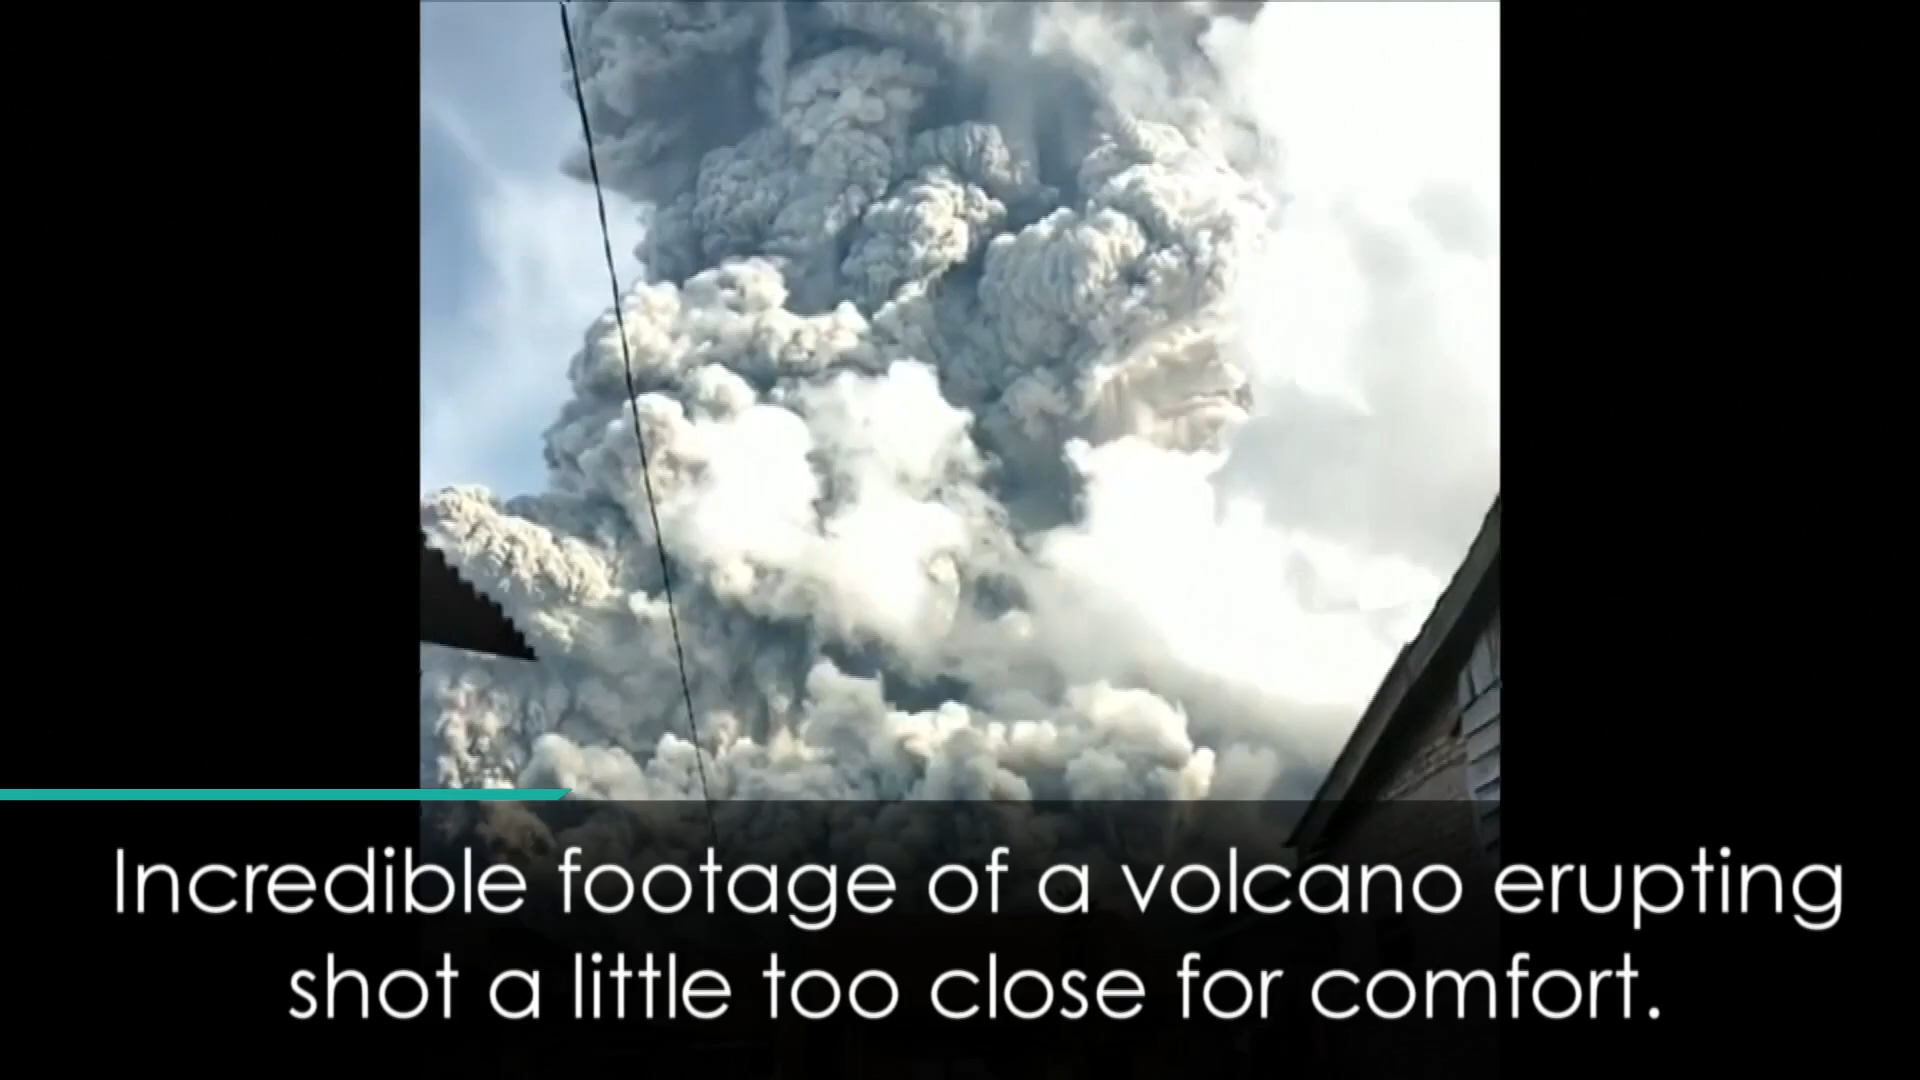 Incredible footage of a volcano erupting
shot a little too close for comfort.